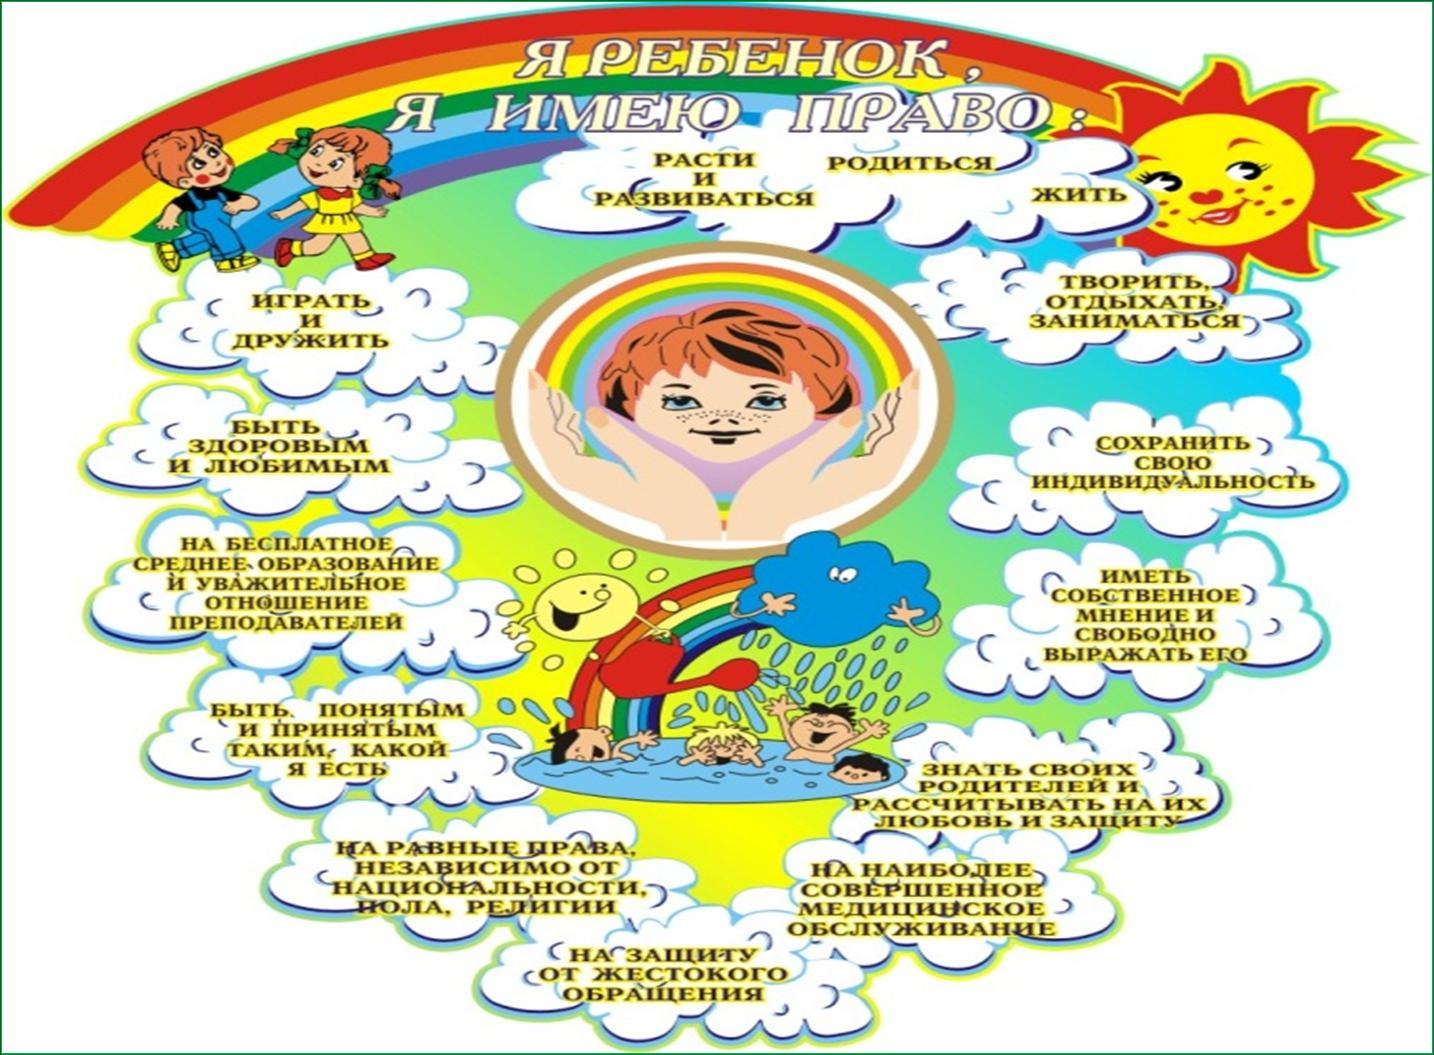 Я РЕБЕНОК ,
Я ИМЕЮ ПРАВО :
РАСТИ
И
РАЗВИВАТЬСЯ
РОДИТЬСЯ
ЖИТЬ
ИГРАТЬ
И
ДРУЖИТЬ
ТВОРИТЬ,
ОТДЫХАТЬ,
ЗАНИМАТЬСЯ
БЫТЬ
ЗДОРОВЫМ
И ЛЮБИМЫМ
СОХРАНИТЬ
СВОЮ
ИНДИВИДУАЛЬНОСТЬ
НА БЕСПЛАТНОЕ
СРЕДНЕЕ ОБРАЗОВАНИЕ
И УВАЖИТЕЛЬНОЕ
ОТНОШЕНИЕ
ПРЕПОДАВАТЕЛЕЙ
ИМЕТЬ
СОБСТВЕННОЕ
МНЕНИЕ И
СВОБОДНО
ВЫРАЖАТЬ ЕГО
БЫТЬ ПОНЯТЫМ
И ПРИНЯТЫМ
ТАКИМ, КАКОЙ
Я ЕСТЬ
ЗНАТЬ СВОИХ
РОДИТЕЛЕЙ И
РАССЧИТЫВАТЬ НА ИХ
ЛЮБОВЬ И ЗАЩИТУ
НА РАВНЫЕ ПРАВА,
НЕЗАВИСИМО ОТ
НАЦИОНАЛЬНОСТИ,
ПОЛА, РЕЛИГИИ
НА НАИБОЛЕЕ
СОВЕРШЕННОЕ
МЕДИЦИНСКОЕ
ОБСЛУЖИВАНИЕ
НА ЗАЩИТУ
ОТ ЖЕСТОКОГО
ОБРАЩЕНИЯ